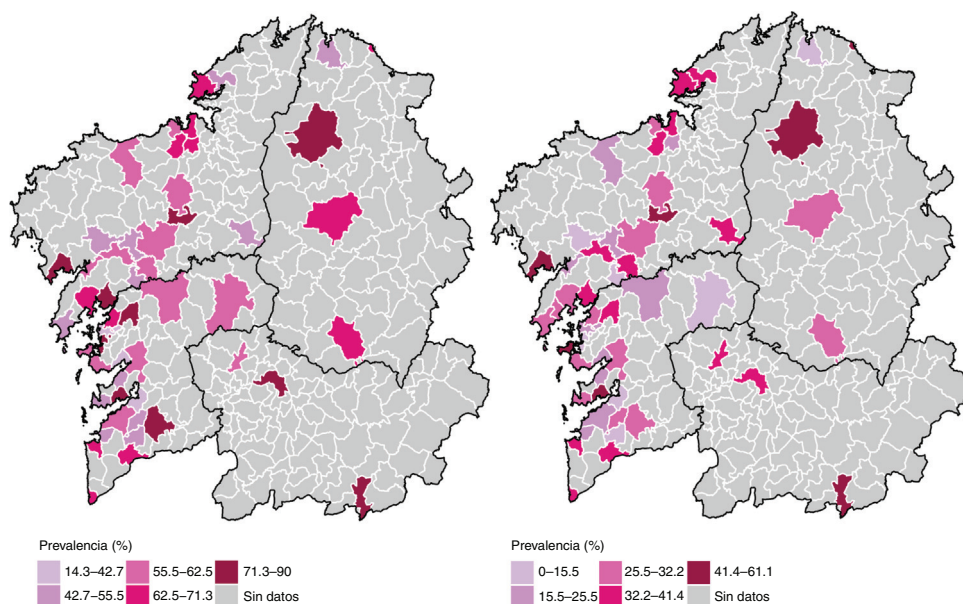 Prevalencia (%)
14.3–42.7 55.5–62.5 71.3–90
42.7–55.5 62.5–71.3 Sin datos
Prevalencia (%)
0–15.5 25.5–32.2 41.4–61.1
15.5–25.5 32.2–41.4 Sin datos